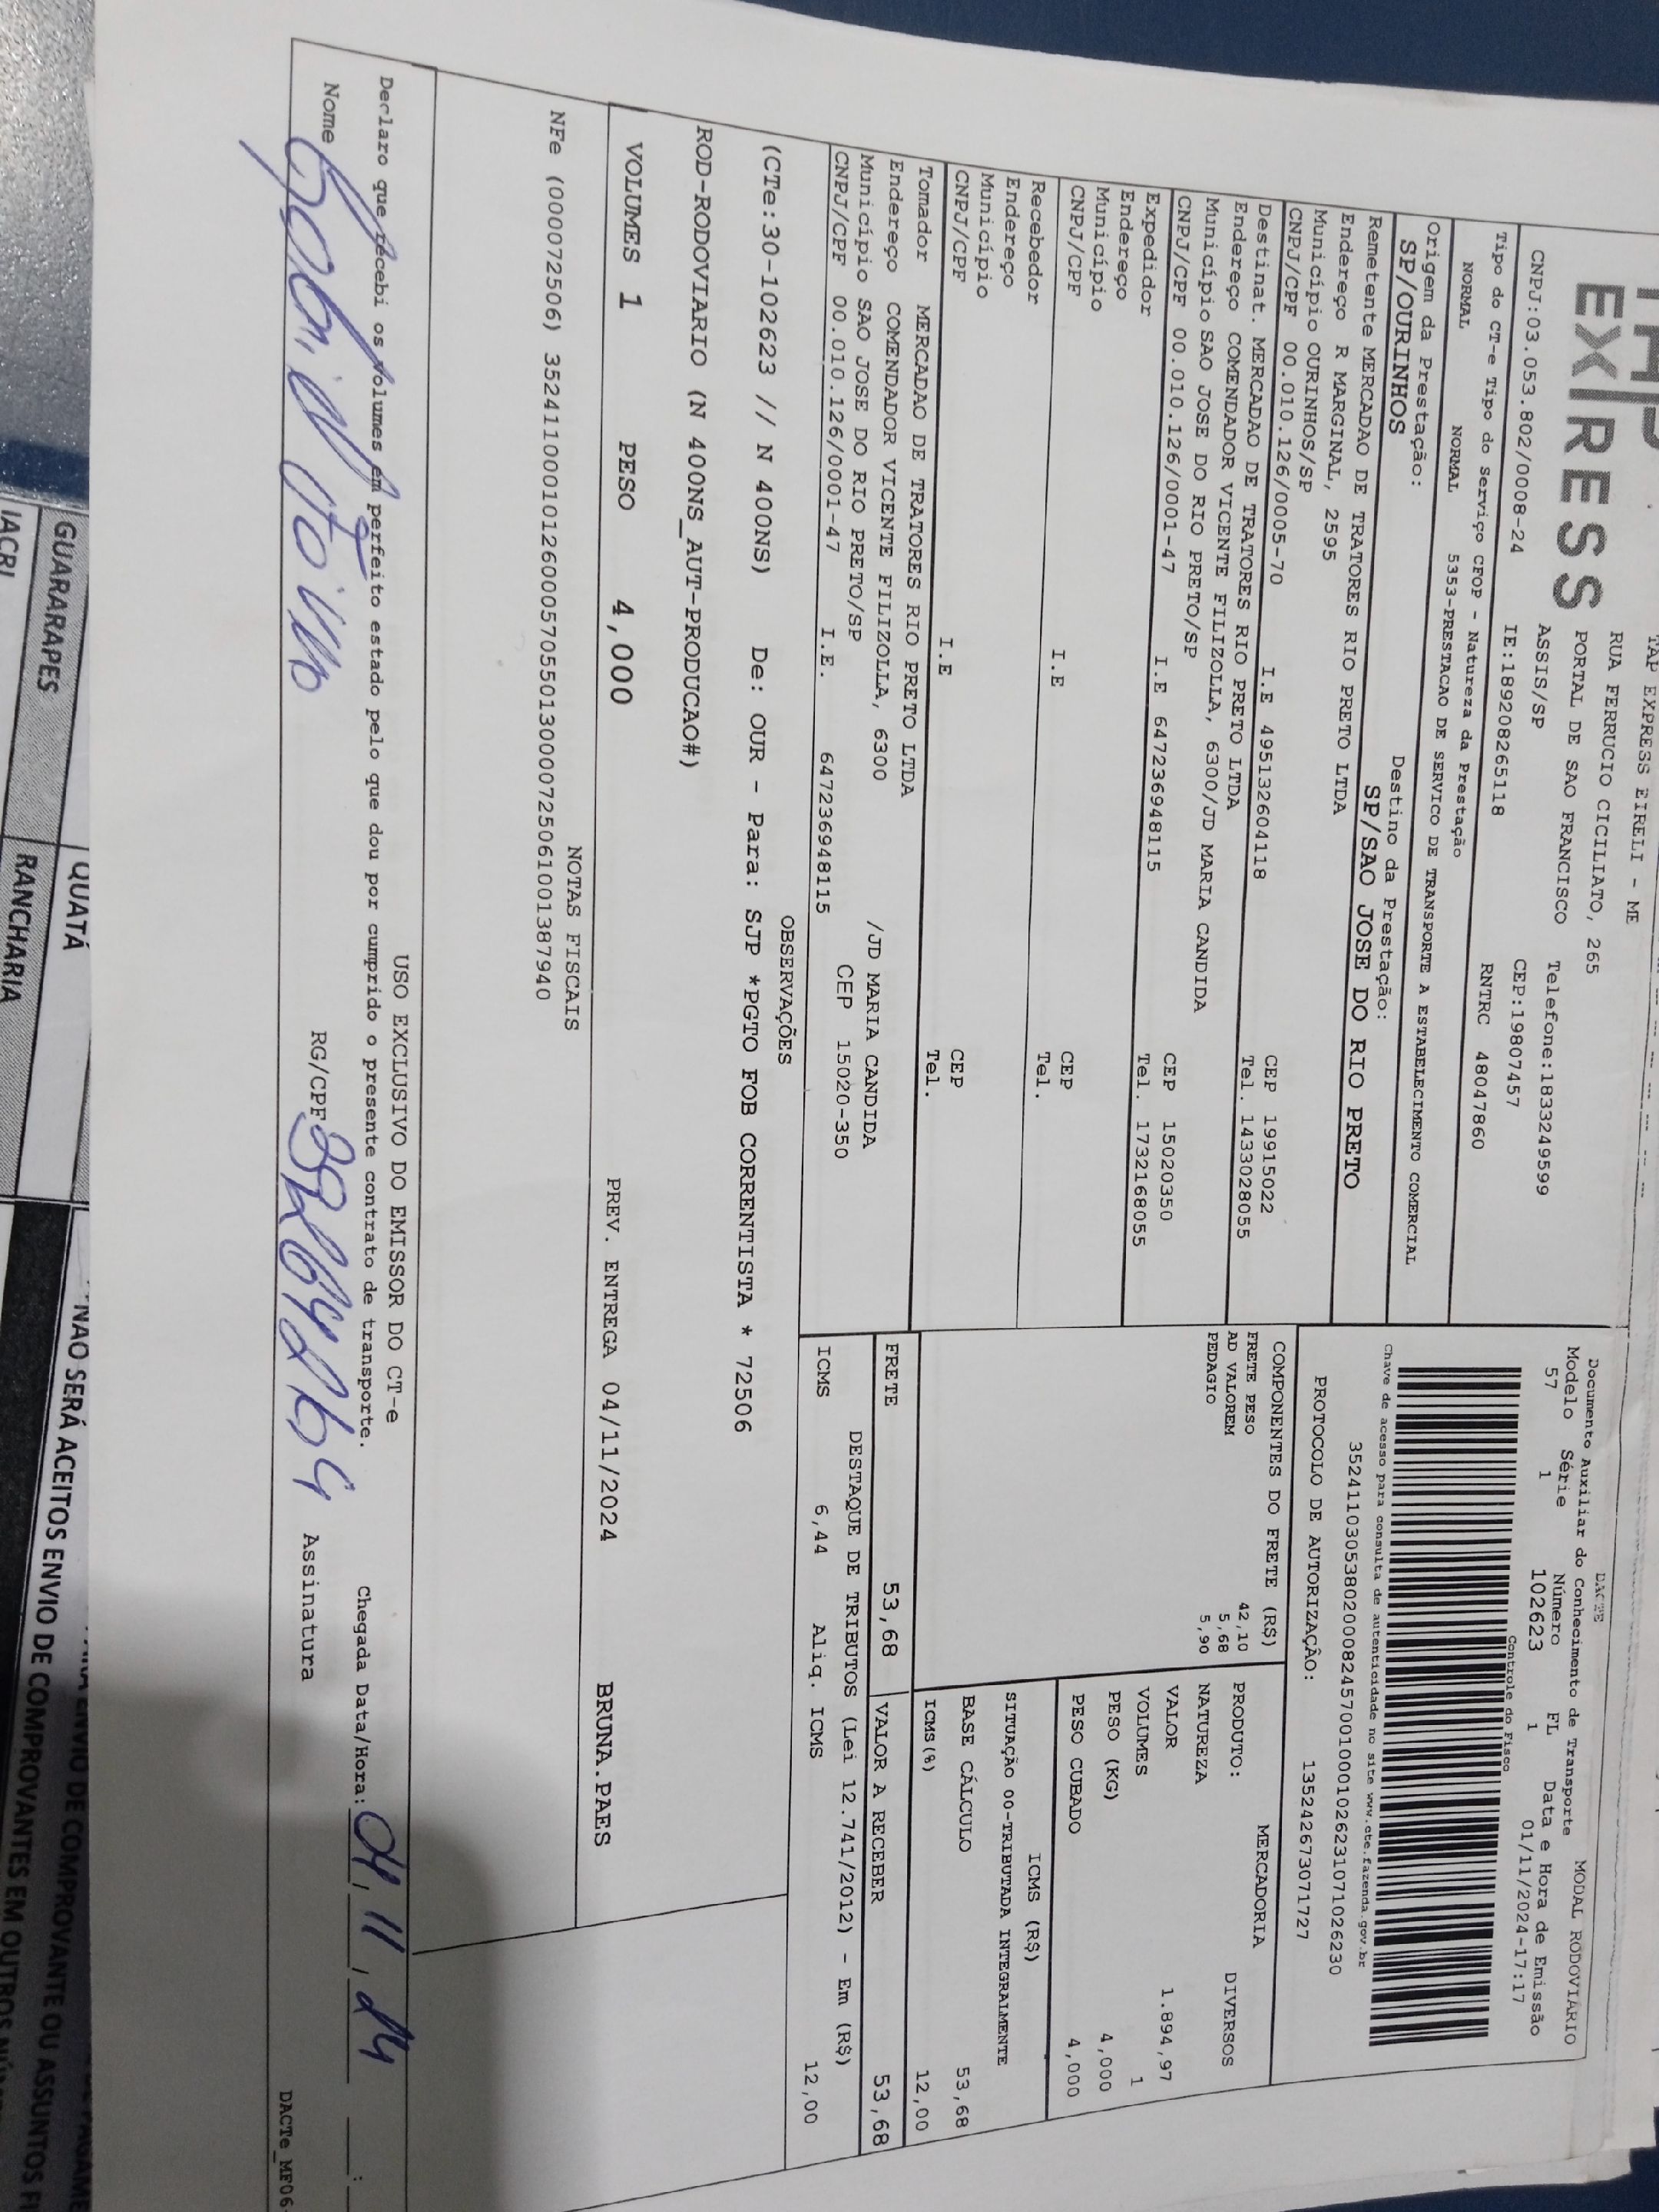 TAP EXPRESS EIRELI - ME
EXPRESS
RUA FERRUCIO CICILIATO, 265
PORTAL DE SAO FRANCISCO Telefone:1833249599
ASSIS/SP CEP:19807457
CNPJ:03.053.802/0008-24 IE:189208265118 RNTRC 48047860
Tipo do CT-e Tipo do Serviço CFOP - Natureza da Prestação
NORMAL NORMAL 5353-PRESTACAO DE SERVICO DE TRANSPORTE A ESTABELECIMENTO COMERCIAL
Origem da Prestação: Destino da Prestação:
SP/OURINHOS SP/SAO JOSE DO RIO PRETO
Remetente MERCADAO DE TRATORES RIO PRETO LTDA
Endereço R MARGINAL, 2595
Município OURINHOS/SP CEP 19915022
CNPJ/CPF 00.010.126/0005-70 I.E 495132604118 Tel. 1433028055
Destinat. MERCADAO DE TRATORES RIO PRETO LTDA
Endereço COMENDADOR VICENTE FILIZOLLA, 6300/JD MARIA CANDIDA
Município SAO JOSE DO RIO PRETO/SP CEP 15020350
CNPJ/CPF 00.010.126/0001-47 I.E 647236948115 Tel. 1732168055
Expedidor
Endereço
Município CEP
CNPJ/CPF I.E Tel.
Recebedor
Endereço
Município CEP
CNPJ/CPF I.E Tel.
Tomador MERCADAO DE TRATORES RIO PRETO LTDA
Endereço COMENDADOR VICENTE FILIZOLLA, 6300 /JD MARIA CANDIDA
Município SAO JOSE DO RIO PRETO/SP CEP 15020-350
CNPJ/CPF 00.010.126/0001-47 I.E. 647236948115
DACTE
Documento Auxiliar do Conhecimento de Transporte MODAL RODOVIÁRIO
Modelo Série Número FL Data e Hora de Emissão
57 1 102623 1 01/11/2024-17:17
Controle do Fisco
Chave de acesso para consulta de autenticidade no site www.cte.fazenda.gov.br
35241103053802000824570010001026231071026230
PROTOCOLO DE AUTORIZAÇÃO: 135242673071727
COMPONENTES DO FRETE (R$)
FRETE PESO 42,10
AD VALOREM 5,68
PEDAGIO 5,90
MERCADORIA
PRODUTO: DIVERSOS
NATUREZA
VALOR 1.894,97
VOLUMES 1
PESO (KG) 4,000
PESO CUBADO 4,000
ICMS (R$)
SITUAÇÃO 00-TRIBUTADA INTEGRALMENTE
BASE CÁLCULO 53,68
ICMS(%) 12,00
FRETE 53,68 VALOR A RECEBER 53,68
DESTAQUE DE TRIBUTOS (Lei 12.741/2012) - Em (R$)
ICMS 6,44 Aliq. ICMS 12,00
OBSERVAÇÕES
(CTe:30-102623 // N 400NS) De: OUR - Para: SJP *PGTO FOB CORRENTISTA * 72506
ROD-RODOVIARIO (N 400NS_AUT-PRODUCAO#)
VOLUMES 1 PESO 4,000 PREV. ENTREGA 04/11/2024 BRUNA.PAES
NOTAS FISCAIS
NFe (000072506) 35241100010126000570550130000725061001387940
USO EXCLUSIVO DO EMISSOR DO CT-e
Declaro que recebi os volumes em perfeito estado pelo que dou por cumprido o presente contrato de transporte. Chegada Data/Hora: 04, 11, 24 :
Nome RG/CPF Assinatura
DACTe_MF06
GUARARAPES QUATÁ
IACRI RANCHARIA
NÃO SERÁ ACEITOS ENVIO DE COMPROVANTES EM OUTROS
ENVIO DE COMPROVANTE OU ASSUNTOS